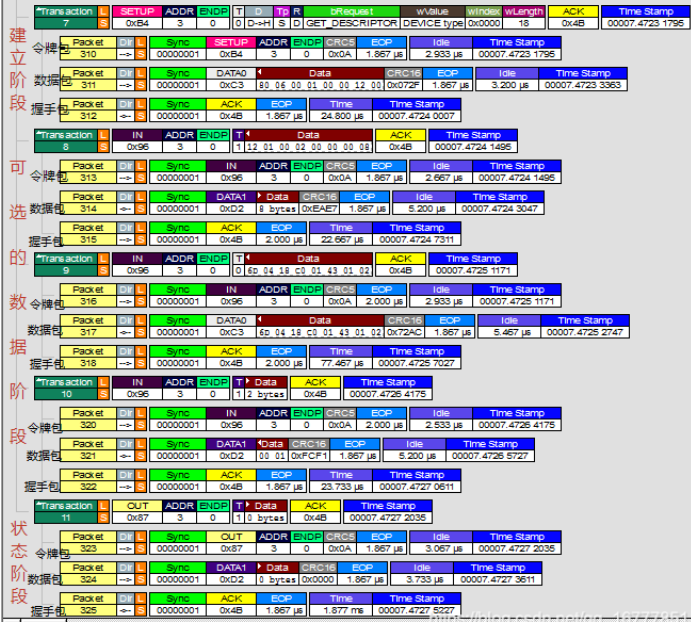 建立阶段
Transaction L SETUP ADDR ENDP T D Tp R bRequest wValue wIndex wLength ACK Time Stamp
7 S 0xB4 3 0 0 D->H S D GET_DESCRIPTOR DEVICE type 0x0000 18 0x4B 00007.4723 1795
令牌包 Packet Dir L Sync SETUP ADDR ENDP CRC5 EOP Idle Time Stamp
310 --> S 00000001 0xB4 3 0 0x0A 1.867 µs 2.933 µs 00007.4723 1795
数据包 Packet Dir L Sync DATA0 Data CRC16 EOP Idle Time Stamp
311 --> S 00000001 0xC3 80 06 00 01 00 00 12 00 0x072F 1.867 µs 3.200 µs 00007.4723 3363
握手包 Packet Dir L Sync ACK EOP Time Time Stamp
312 <-- S 00000001 0x4B 1.867 µs 24.800 µs 00007.4724 0007
可选的数据阶段
Transaction L IN ADDR ENDP T Data ACK Time Stamp
8 S 0x96 3 0 1 12 01 00 02 00 00 00 08 0x4B 00007.4724 1495
令牌包 Packet Dir L Sync IN ADDR ENDP CRC5 EOP Idle Time Stamp
313 --> S 00000001 0x96 3 0 0x0A 1.867 µs 2.667 µs 00007.4724 1495
数据包 Packet Dir L Sync DATA1 Data CRC16 EOP Idle Time Stamp
314 <-- S 00000001 0xD2 8 bytes 0xEAE7 1.867 µs 5.200 µs 00007.4724 3047
握手包 Packet Dir L Sync ACK EOP Time Time Stamp
315 --> S 00000001 0x4B 2.000 µs 22.667 µs 00007.4724 7311
Transaction L IN ADDR ENDP T Data ACK Time Stamp
9 S 0x96 3 0 0 6D 04 18 C0 01 43 01 02 0x4B 00007.4725 1171
令牌包 Packet Dir L Sync IN ADDR ENDP CRC5 EOP Idle Time Stamp
316 --> S 00000001 0x96 3 0 0x0A 2.000 µs 2.933 µs 00007.4725 1171
数据包 Packet Dir L Sync DATA0 Data CRC16 EOP Idle Time Stamp
317 <-- S 00000001 0xC3 6D 04 18 C0 01 43 01 02 0x72AC 1.867 µs 5.467 µs 00007.4725 2747
握手包 Packet Dir L Sync ACK EOP Time Time Stamp
318 --> S 00000001 0x4B 2.000 µs 77.467 µs 00007.4725 7027
Transaction L IN ADDR ENDP T Data ACK Time Stamp
10 S 0x96 3 0 1 2 bytes 0x4B 00007.4726 4175
令牌包 Packet Dir L Sync IN ADDR ENDP CRC5 EOP Idle Time Stamp
320 --> S 00000001 0x96 3 0 0x0A 2.000 µs 2.533 µs 00007.4726 4175
数据包 Packet Dir L Sync DATA1 Data CRC16 EOP Idle Time Stamp
321 <-- S 00000001 0xD2 00 01 0xFCF1 1.867 µs 5.200 µs 00007.4726 5727
握手包 Packet Dir L Sync ACK EOP Time Time Stamp
322 --> S 00000001 0x4B 1.867 µs 23.733 µs 00007.4727 0611
状态阶段
Transaction L OUT ADDR ENDP T Data ACK Time Stamp
11 S 0x87 3 0 1 0 bytes 0x4B 00007.4727 2035
令牌包 Packet Dir L Sync OUT ADDR ENDP CRC5 EOP Idle Time Stamp
323 --> S 00000001 0x87 3 0 0x0A 1.867 µs 3.067 µs 00007.4727 2035
数据包 Packet Dir L Sync DATA1 Data CRC16 EOP Idle Time Stamp
324 --> S 00000001 0xD2 0 bytes 0x0000 1.867 µs 3.733 µs 00007.4727 3611
握手包 Packet Dir L Sync ACK EOP Time Time Stamp
325 <-- S 00000001 0x4B 1.867 µs 1.877 ms 00007.4727 5227